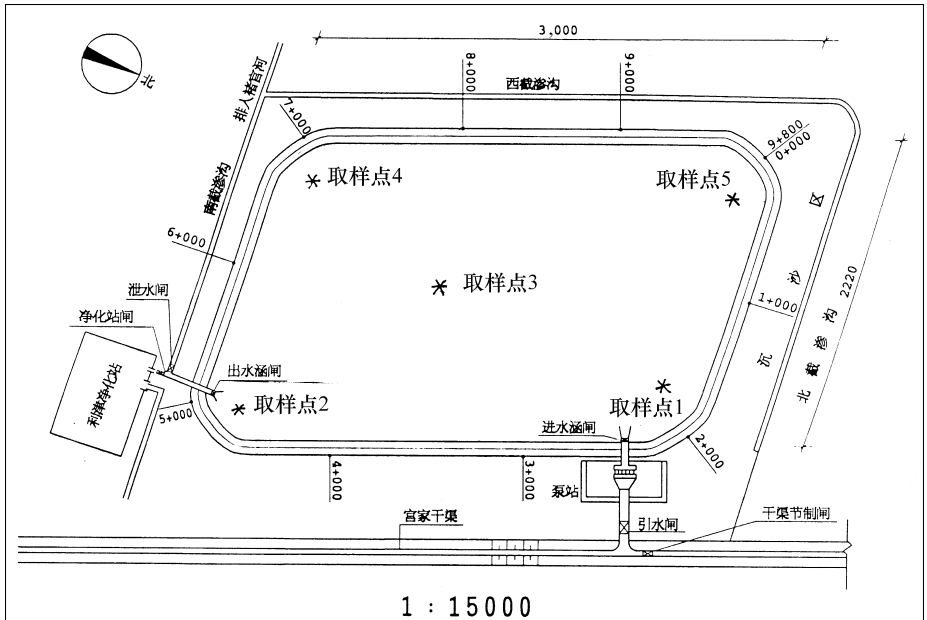 3,000
北
排入褚官河
8+000
9+000
西截渗沟
7+000
9+800
0+000
取样点4
取样点5
南截渗沟
区
6+000
取样点3
沙
1+000
2220
泄水闸
净化站闸
北截渗沟
沉
出水涵闸
利津净化站
取样点2
取样点1
5+000
进水涵闸
2+000
4+000
3+000
泵站
宫家干渠
引水闸
干渠节制闸
1 : 15000